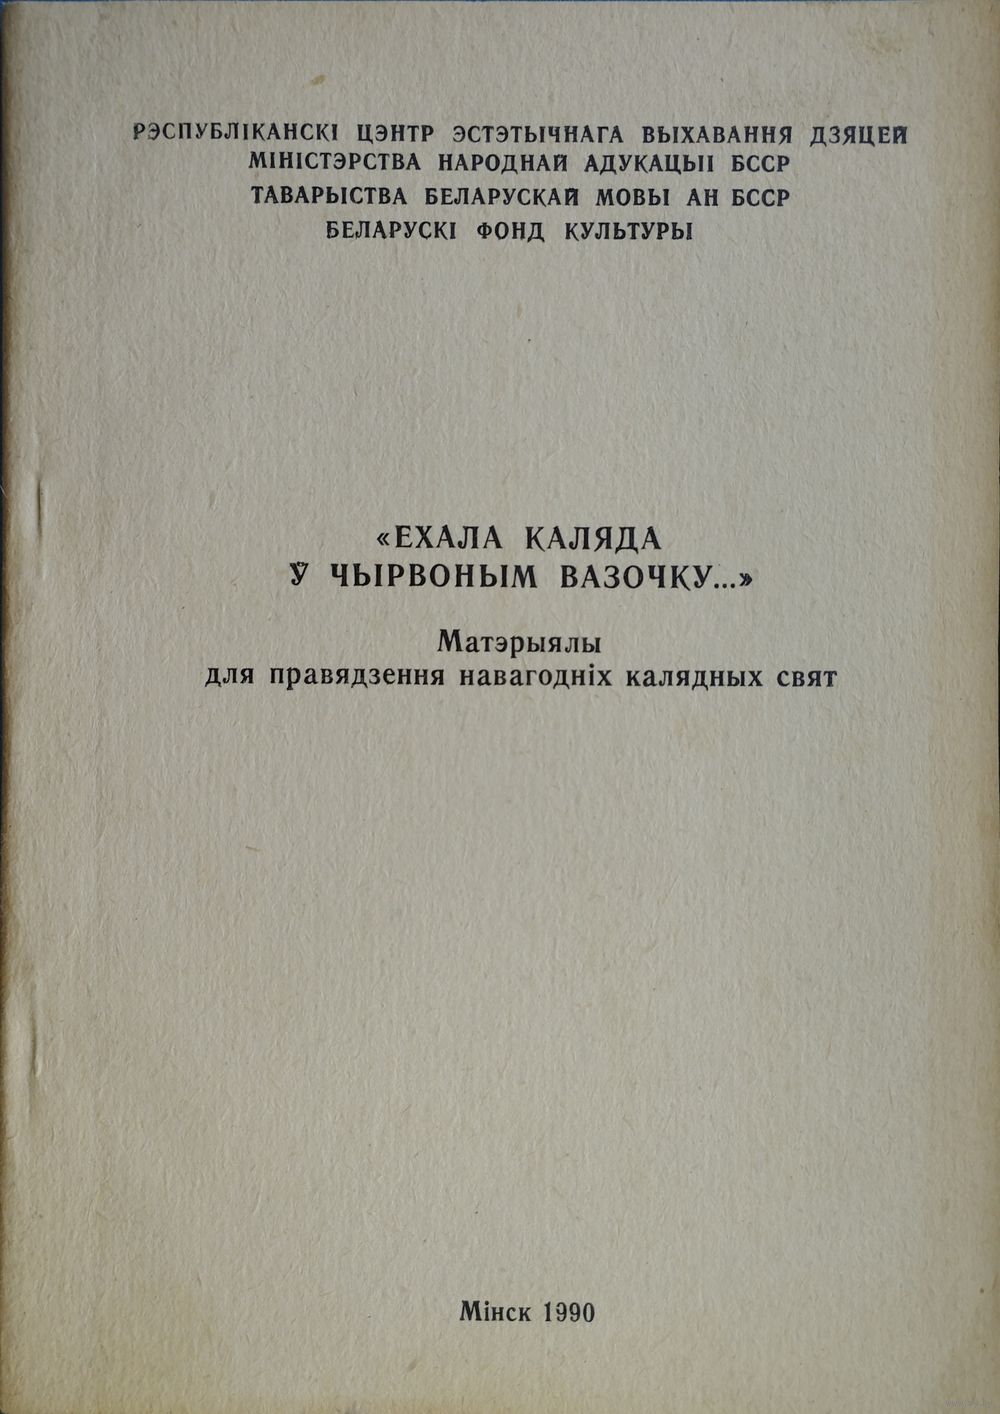 РЭСПУБЛІКАНСКІ ЦЭНТР ЭСТЭТЫЧНАГА ВЫХАВАННЯ ДЗЯЦЕЙ
МІНІСТЭРСТВА НАРОДНАЙ АДУКАЦЫІ БССР
ТАВАРЫСТВА БЕЛАРУСКАЙ МОВЫ АН БССР
БЕЛАРУСКІ ФОНД КУЛЬТУРЫ
«ЕХАЛА КАЛЯДА
Ў ЧЫРВОНЫМ ВАЗОЧКУ...»
Матэрыялы
для правядзення навагодніх калядных свят
Мінск 1990